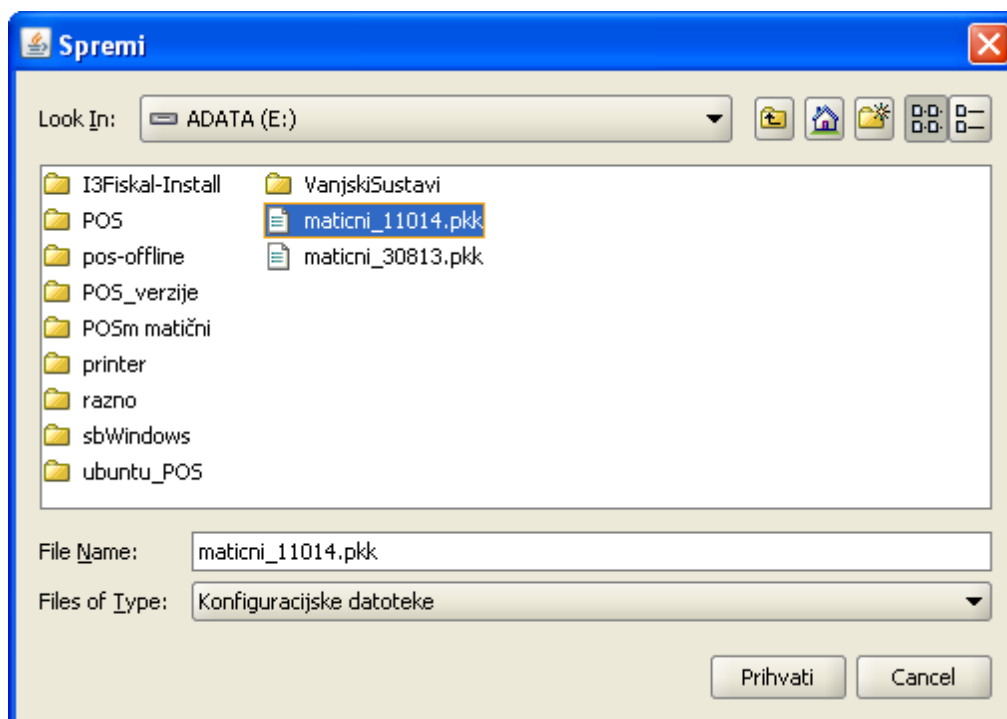 Spremi
Look In: ADATA (E:)
I3Fiskal-Install
POS
pos-offline
POS_verzije
POSm matični
printer
razno
sbWindows
ubuntu_POS
VanjskiSustavi
maticni_11014.pkk
maticni_30813.pkk
File Name: maticni_11014.pkk
Files of Type: Konfiguracijske datoteke
Prihvati Cancel